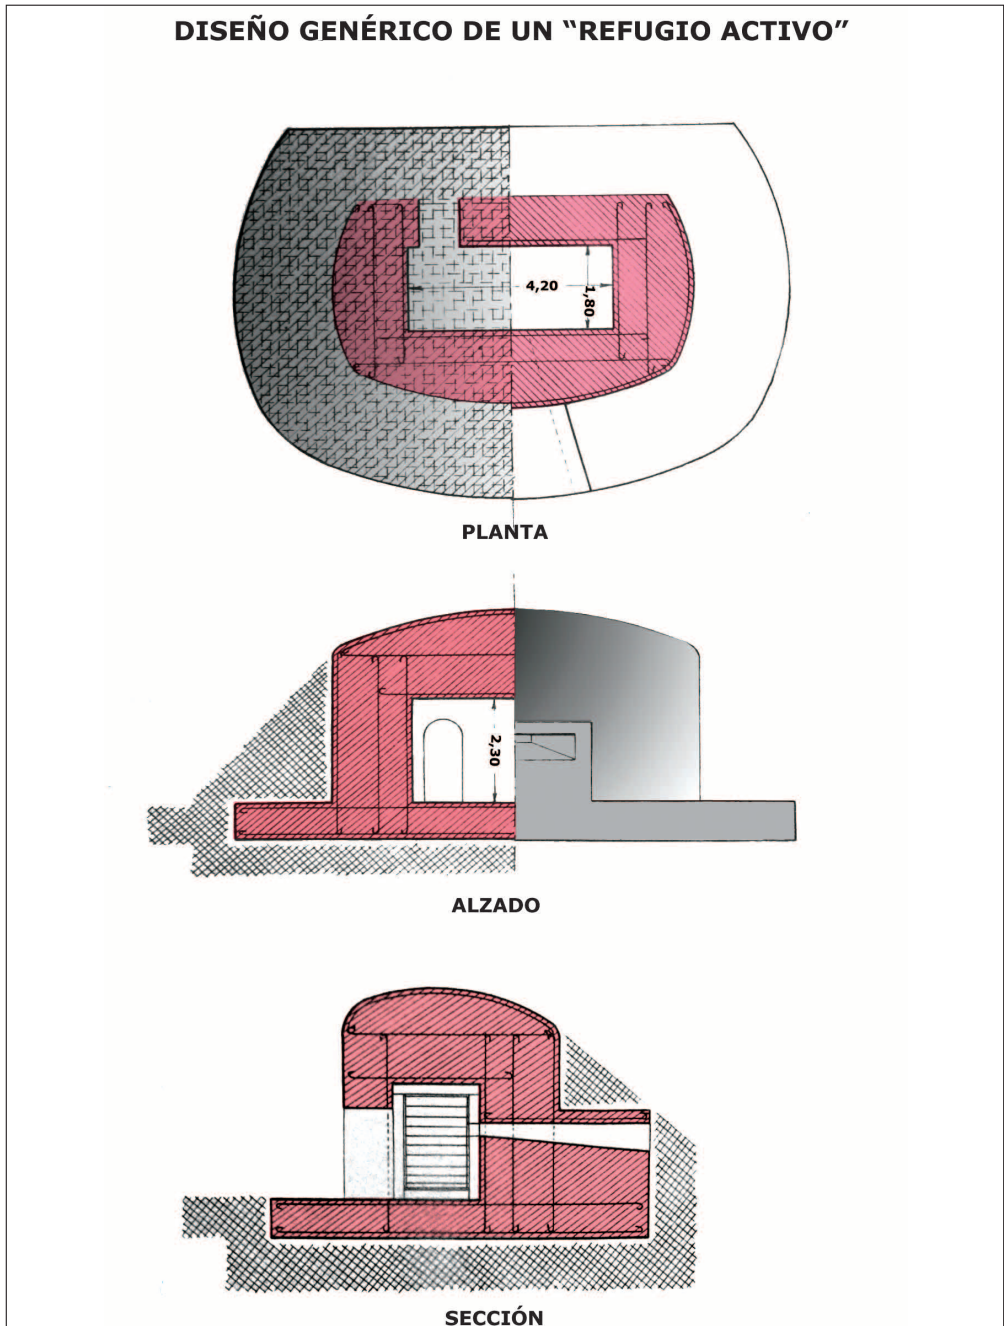 DISEÑO GENÉRICO DE UN “REFUGIO ACTIVO”
4,20
1,80
PLANTA
2,30
ALZADO
SECCIÓN